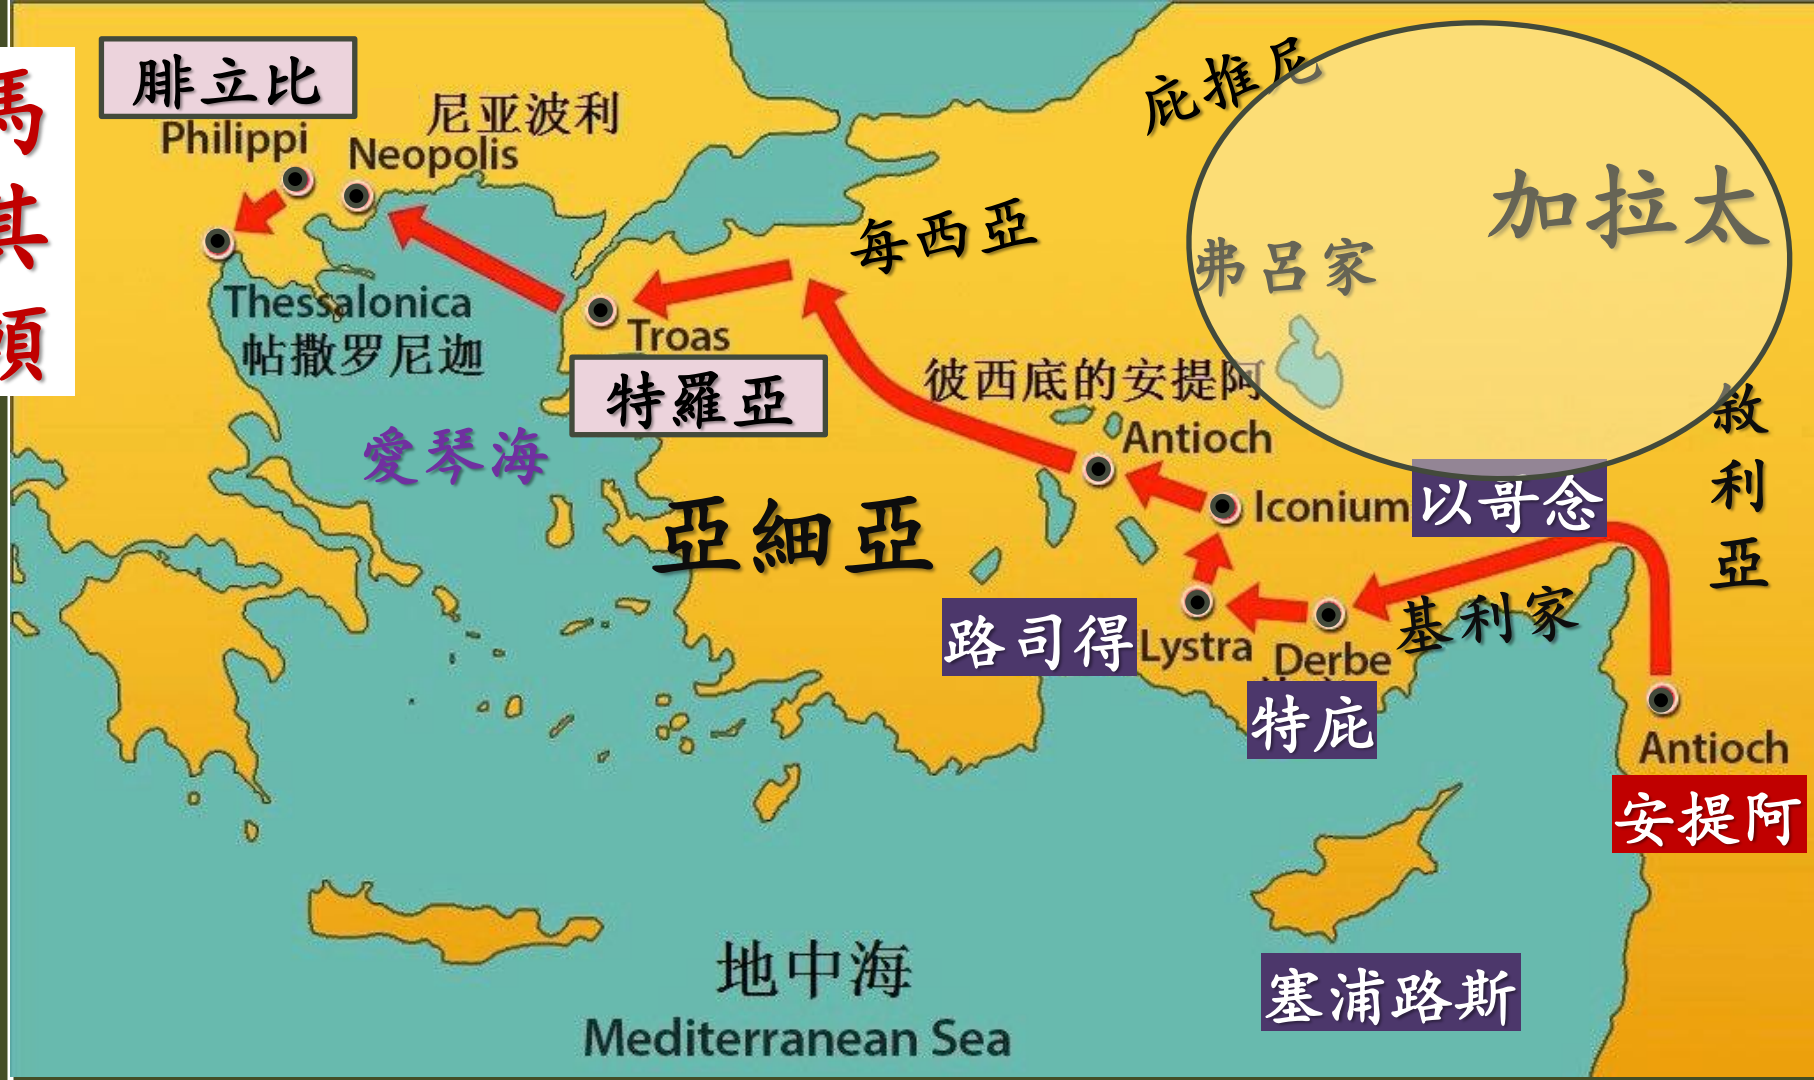 馬其頓
腓立比
Philippi
尼亚波利
Neopolis
庇推尼
加拉太
弗呂家
每西亞
Thessalonica
帖撒罗尼迦
Troas
特羅亞
彼西底的安提阿
Antioch
愛琴海
亞細亞
Iconium
以哥念
敘利亞
路司得
Lystra
Derbe
特庇
基利家
Antioch
安提阿
塞浦路斯
地中海
Mediterranean Sea